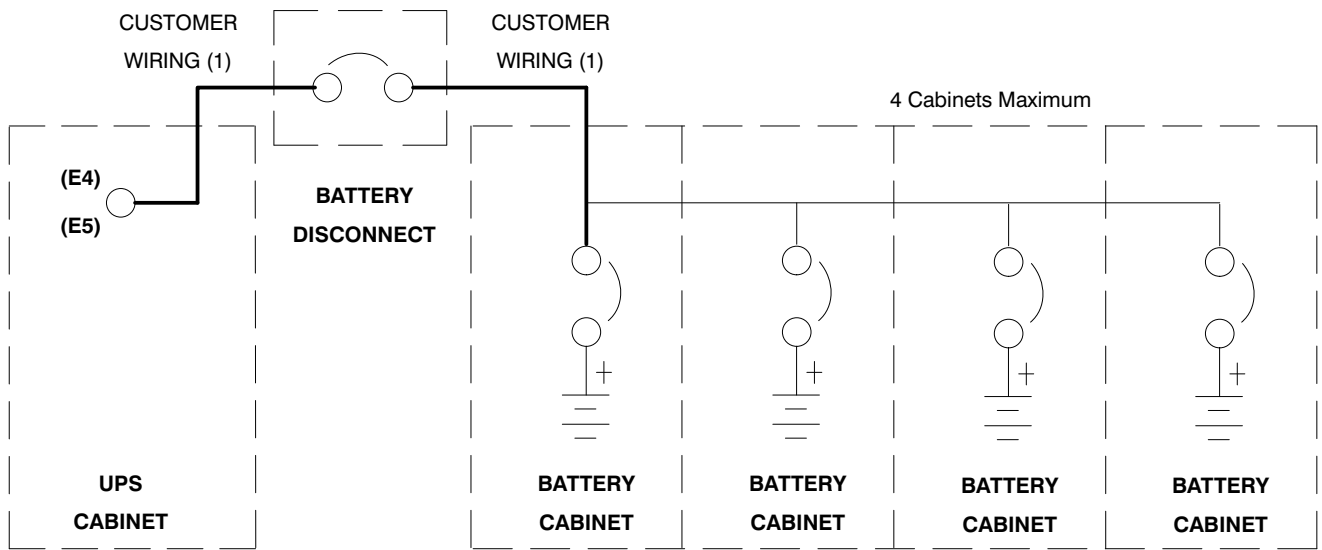 CUSTOMER
WIRING (1)
CUSTOMER
WIRING (1)
4 Cabinets Maximum
(E4)
(E5)
BATTERY
DISCONNECT
+
+
+
+
UPS
CABINET
BATTERY
CABINET
BATTERY
CABINET
BATTERY
CABINET
BATTERY
CABINET